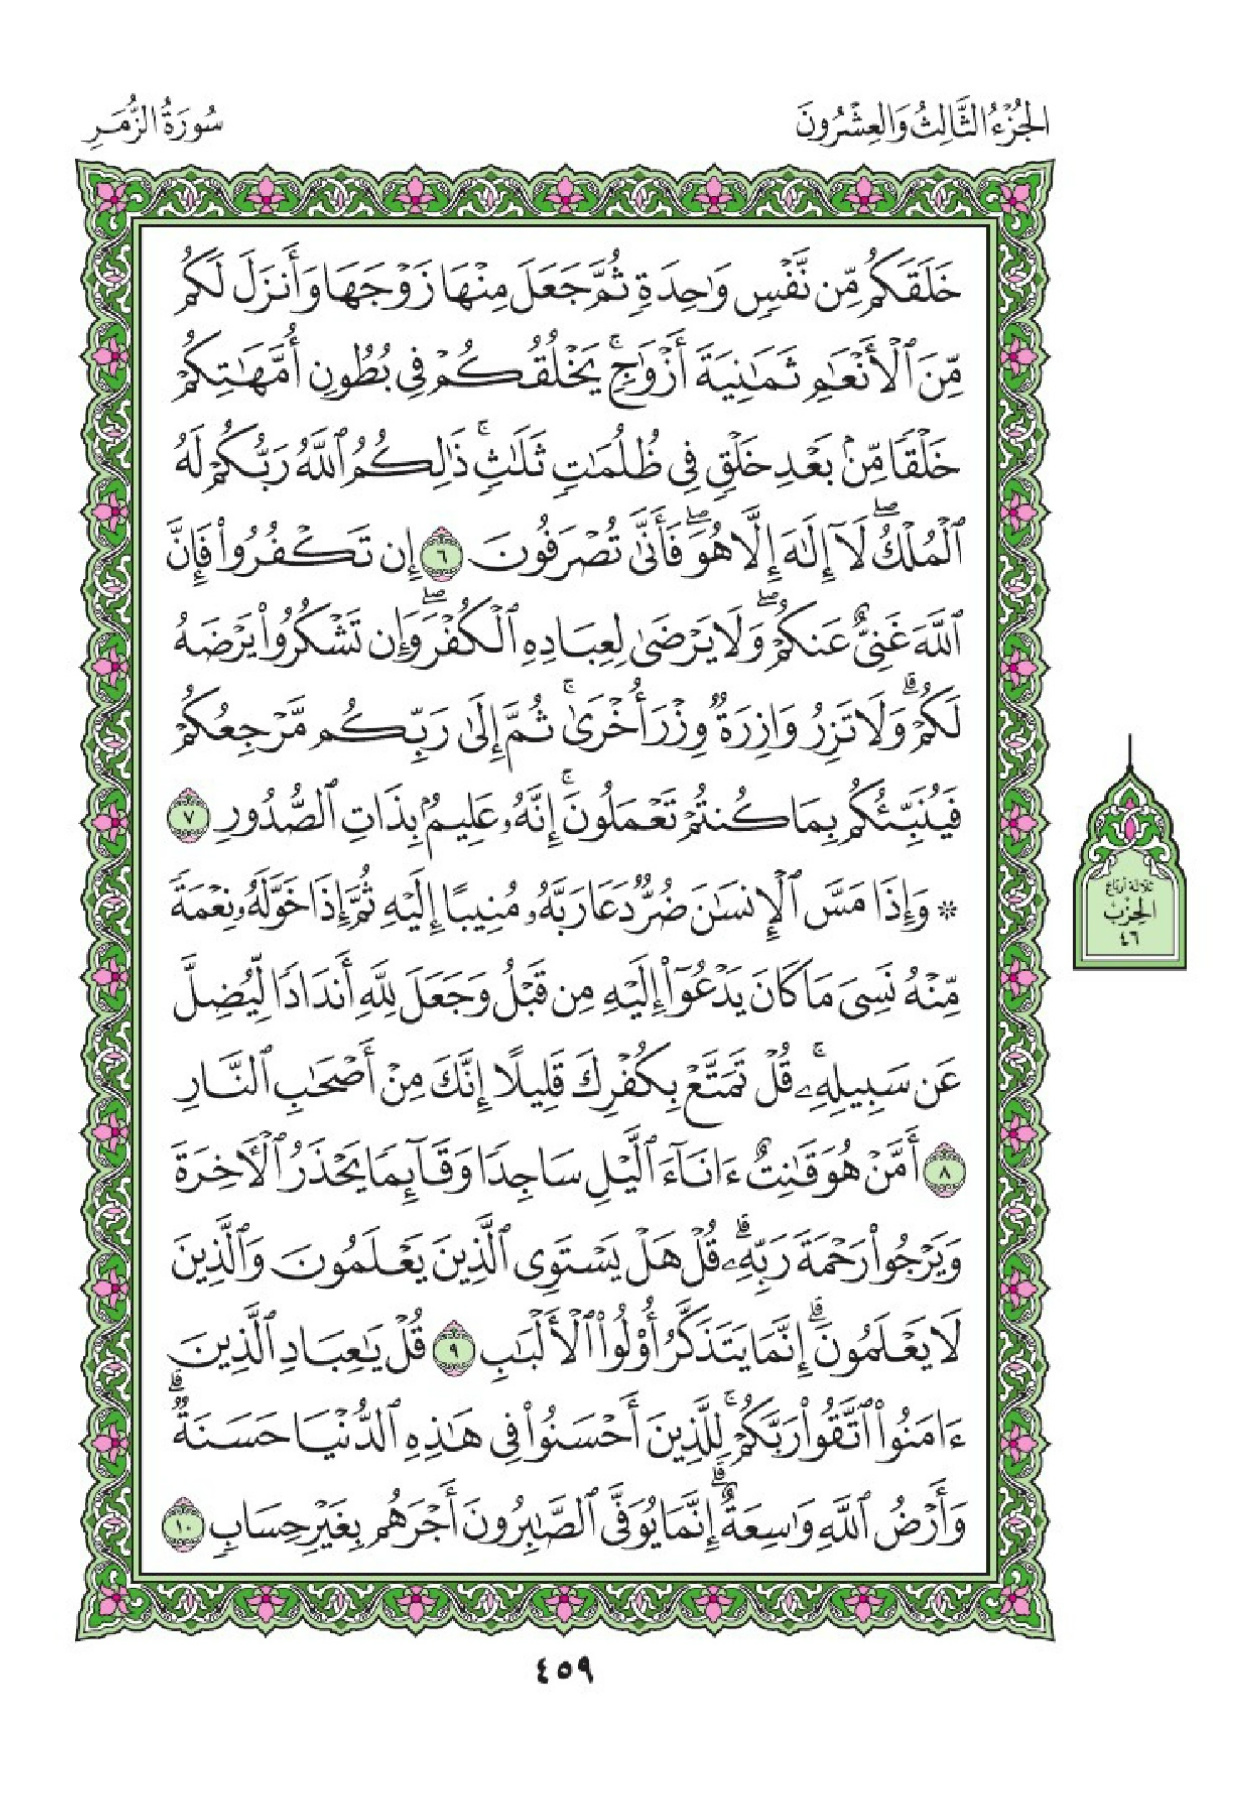 الجُزْءُ الثَّالِثُ وَالعِشْرُونَ
سُورَةُ الزُّمَرِ
خَلَقَكُم مِّن نَّفْسٍ وَٰحِدَةٍ ثُمَّ جَعَلَ مِنْهَا زَوْجَهَا وَأَنزَلَ لَكُم
مِّنَ ٱلْأَنْعَٰمِ ثَمَٰنِيَةَ أَزْوَٰجٍ ۚ يَخْلُقُكُمْ فِى بُطُونِ أُمَّهَٰتِكُمْ
خَلْقًا مِّنۢ بَعْدِ خَلْقٍ فِى ظُلُمَٰتٍ ثَلَٰثٍ ۚ ذَٰلِكُمُ ٱللَّهُ رَبُّكُمْ لَهُ
ٱلْمُلْكُ ۖ لَآ إِلَٰهَ إِلَّا هُوَ ۖ فَأَنَّىٰ تُصْرَفُونَ ٦ إِن تَكْفُرُوا۟ فَإِنَّ
ٱللَّهَ غَنِىٌّ عَنكُمْ ۖ وَلَا يَرْضَىٰ لِعِبَادِهِ ٱلْكُفْرَ ۖ وَإِن تَشْكُرُوا۟ يَرْضَهُ
لَكُمْ ۗ وَلَا تَزِرُ وَازِرَةٌ وِزْرَ أُخْرَىٰ ۚ ثُمَّ إِلَىٰ رَبِّكُم مَّرْجِعُكُمْ
فَيُنَبِّئُكُم بِمَا كُنتُمْ تَعْمَلُونَ ۚ إِنَّهُۥ عَلِيمٌۢ بِذَاتِ ٱلصُّدُورِ ٧
۞ وَإِذَا مَسَّ ٱلْإِنسَٰنَ ضُرٌّ دَعَا رَبَّهُۥ مُنِيبًا إِلَيْهِ ثُمَّ إِذَا خَوَّلَهُۥ نِعْمَةً
مِّنْهُ نَسِىَ مَا كَانَ يَدْعُوٓا۟ إِلَيْهِ مِن قَبْلُ وَجَعَلَ لِلَّهِ أَندَادًا لِّيُضِلَّ
عَن سَبِيلِهِۦ ۚ قُلْ تَمَتَّعْ بِكُفْرِكَ قَلِيلًا إِنَّكَ مِنْ أَصْحَٰبِ ٱلنَّارِ
٨ أَمَّنْ هُوَ قَٰنِتٌ ءَانَآءَ ٱلَّيْلِ سَاجِدًا وَقَآئِمًا يَحْذَرُ ٱلْـَٔاخِرَةَ
وَيَرْجُوا۟ رَحْمَةَ رَبِّهِۦ ۗ قُلْ هَلْ يَسْتَوِى ٱلَّذِينَ يَعْلَمُونَ وَٱلَّذِينَ
لَا يَعْلَمُونَ ۗ إِنَّمَا يَتَذَكَّرُ أُو۟لُوا۟ ٱلْأَلْبَٰبِ ٩ قُلْ يَٰعِبَادِ ٱلَّذِينَ
ءَامَنُوا۟ ٱتَّقُوا۟ رَبَّكُمْ ۚ لِلَّذِينَ أَحْسَنُوا۟ فِى هَٰذِهِ ٱلدُّنْيَا حَسَنَةٌ ۗ
وَأَرْضُ ٱللَّهِ وَٰسِعَةٌ ۗ إِنَّمَا يُوَفَّى ٱلصَّٰبِرُونَ أَجْرَهُم بِغَيْرِ حِسَابٍ ١٠
ثلاثة أرباع
الحِزْب
٤٦
٤٥٩